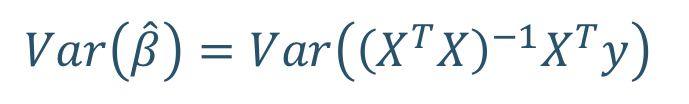 Var(β̂) = Var((XᵀX)⁻¹Xᵀy)